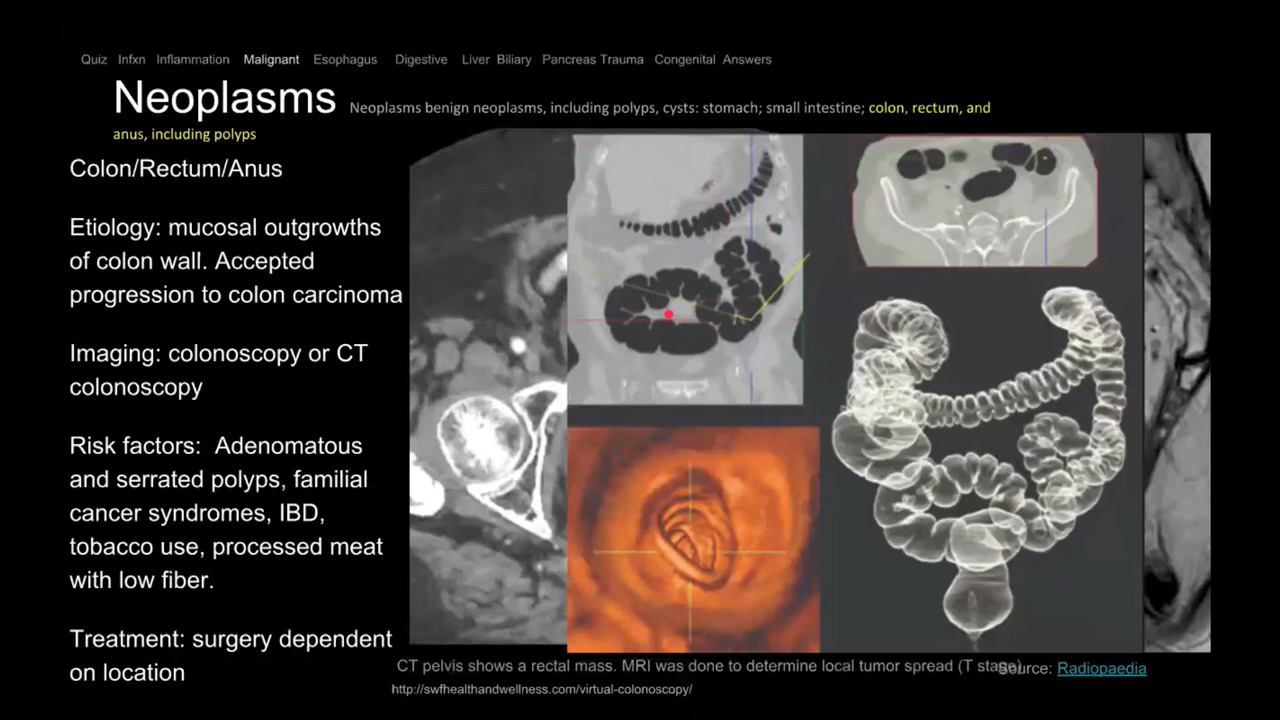 Quiz Infxn Inflammation Malignant Esophagus Digestive Liver Biliary Pancreas Trauma Congenital Answers
Neoplasms Neoplasms benign neoplasms, including polyps, cysts: stomach; small intestine; colon, rectum, and
anus, including polyps
Colon/Rectum/Anus
Etiology: mucosal outgrowths
of colon wall. Accepted
progression to colon carcinoma
Imaging: colonoscopy or CT
colonoscopy
Risk factors: Adenomatous
and serrated polyps, familial
cancer syndromes, IBD,
tobacco use, processed meat
with low fiber.
Treatment: surgery dependent
on location
CT pelvis shows a rectal mass. MRI was done to determine local tumor spread (T stage)
Source: Radiopaedia
http://swfhealthandwellness.com/virtual-colonoscopy/